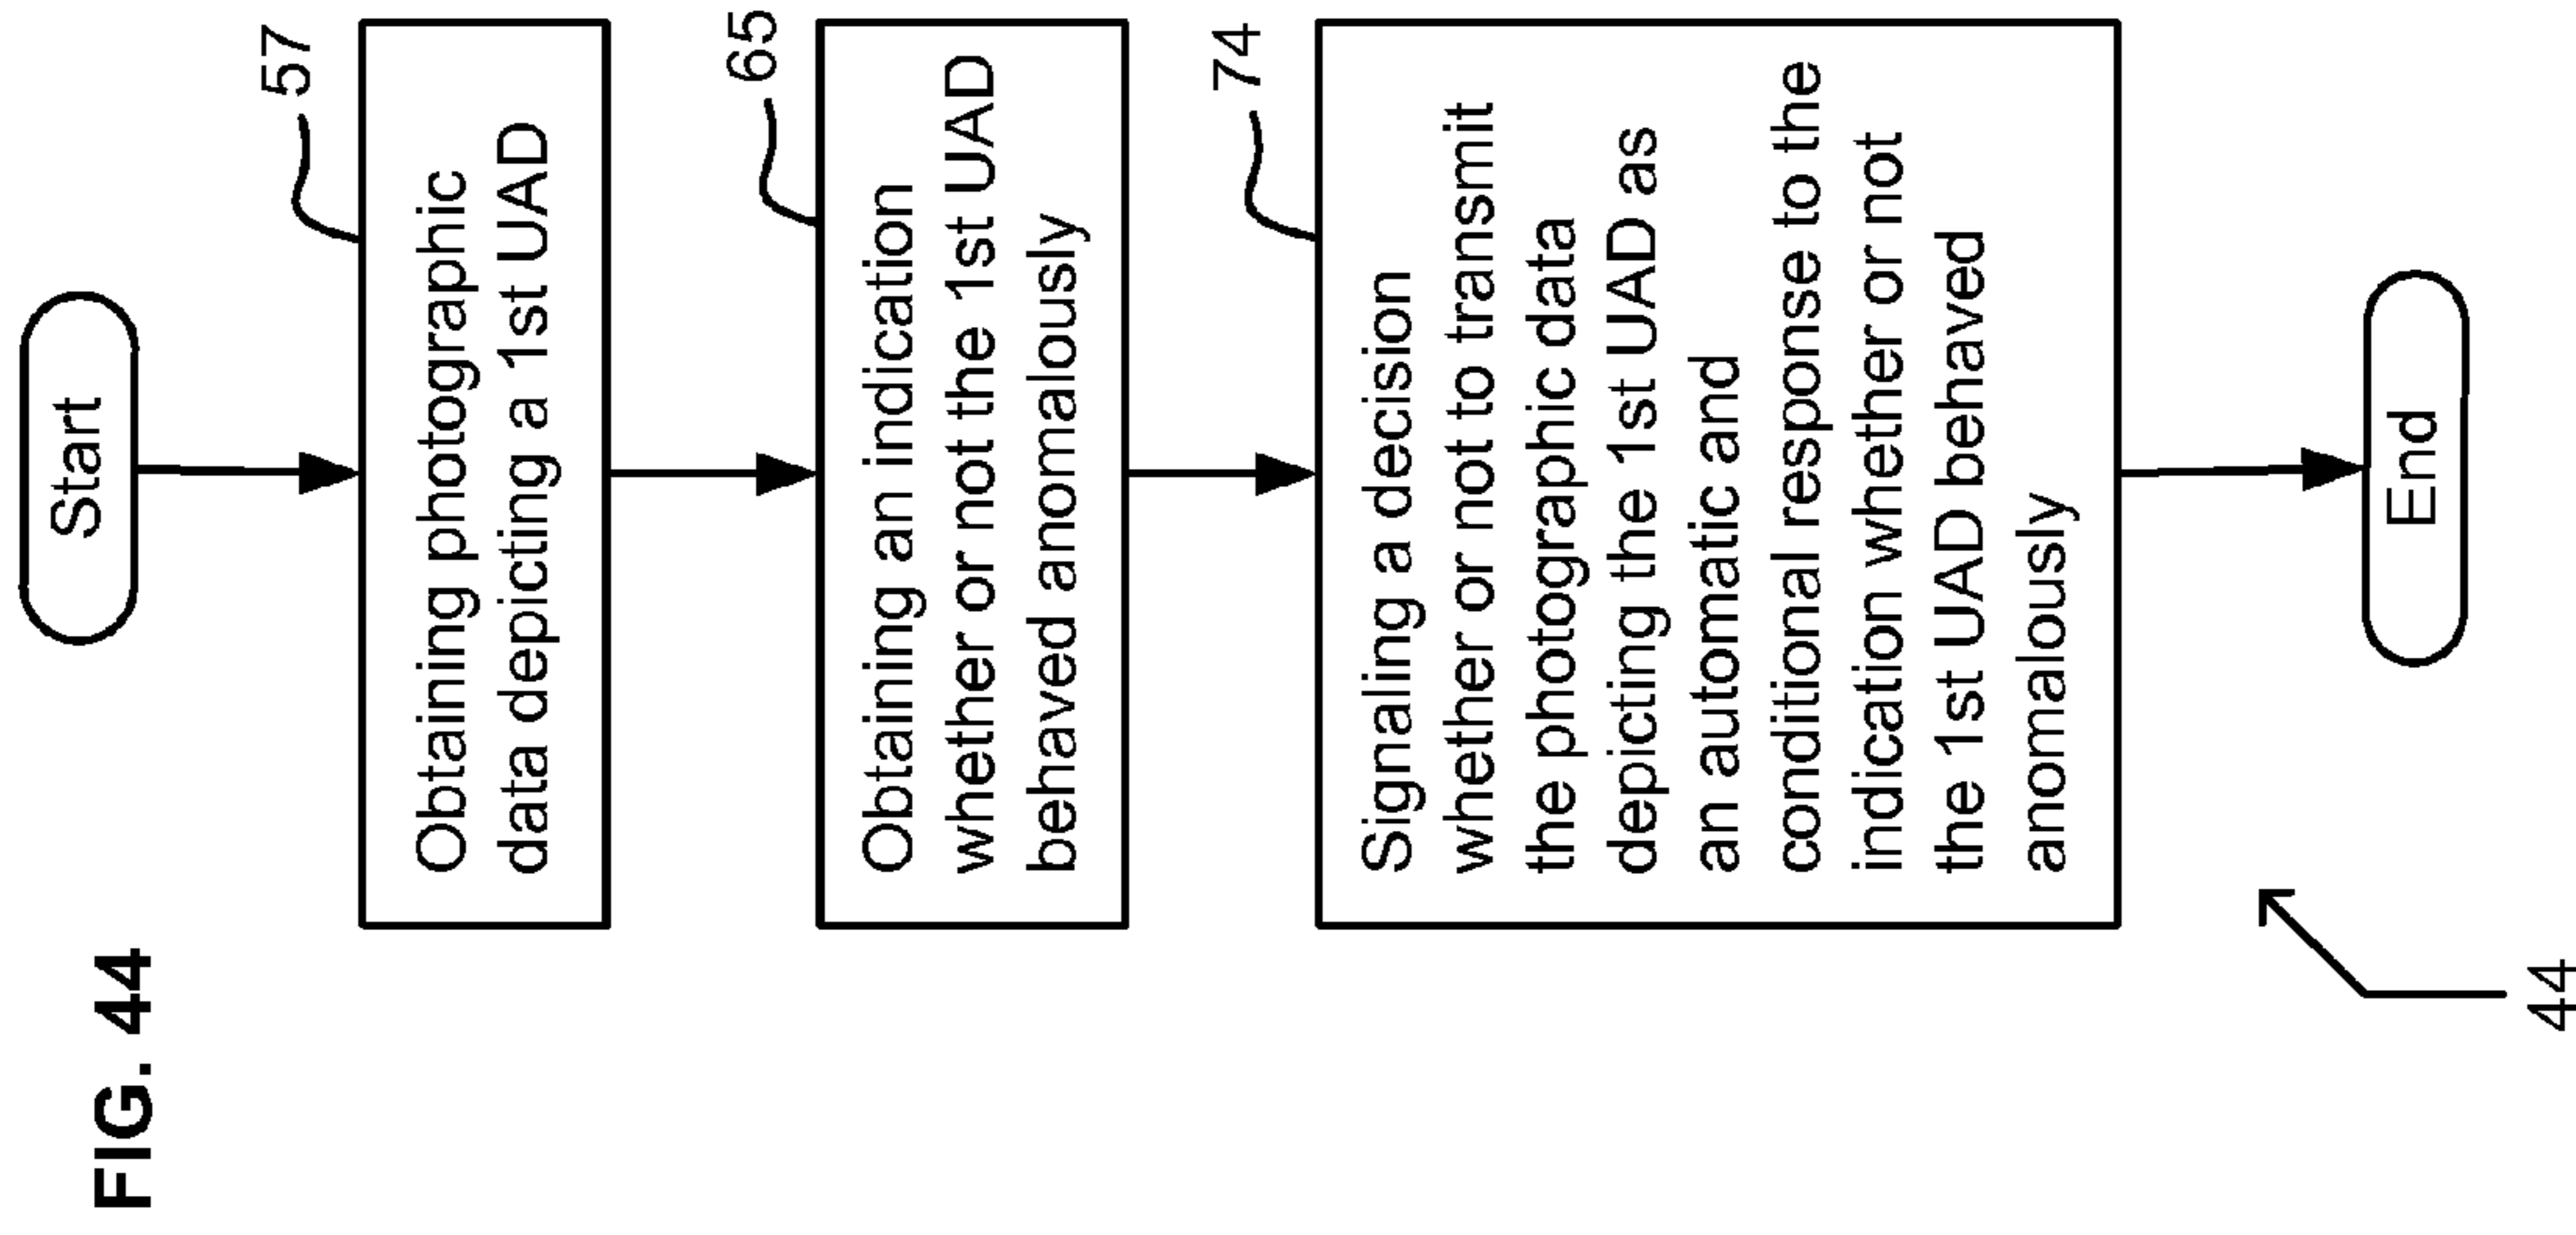 FIG. 44
Start
57
Obtaining photographic
data depicting a 1st UAD
65
Obtaining an indication
whether or not the 1st UAD
behaved anomalously
74
Signaling a decision
whether or not to transmit
the photographic data
depicting the 1st UAD as
an automatic and
conditional response to the
indication whether or not
the 1st UAD behaved
anomalously
End
44